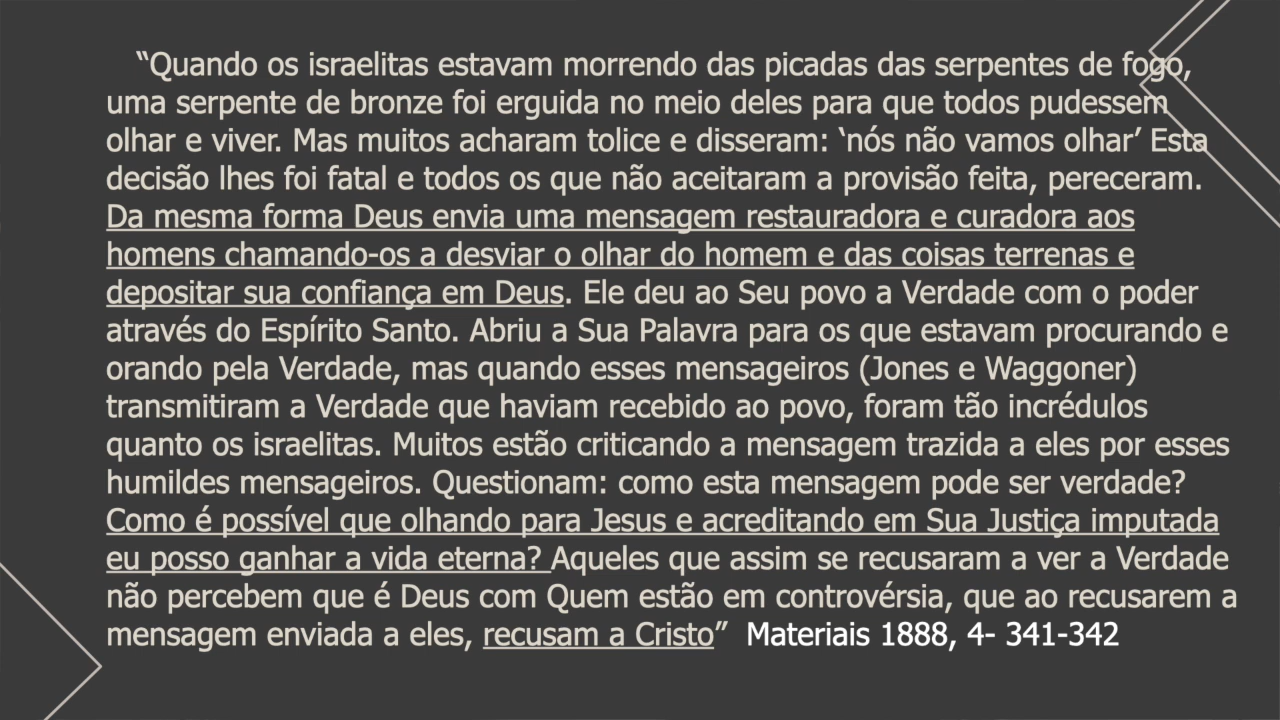 “Quando os israelitas estavam morrendo das picadas das serpentes de fogo,
uma serpente de bronze foi erguida no meio deles para que todos pudessem
olhar e viver. Mas muitos acharam tolice e disseram: ‘nós não vamos olhar’ Esta
decisão lhes foi fatal e todos os que não aceitaram a provisão feita, pereceram.
Da mesma forma Deus envia uma mensagem restauradora e curadora aos
homens chamando-os a desviar o olhar do homem e das coisas terrenas e
depositar sua confiança em Deus. Ele deu ao Seu povo a Verdade com o poder
através do Espírito Santo. Abriu a Sua Palavra para os que estavam procurando e
orando pela Verdade, mas quando esses mensageiros (Jones e Waggoner)
transmitiram a Verdade que haviam recebido ao povo, foram tão incrédulos
quanto os israelitas. Muitos estão criticando a mensagem trazida a eles por esses
humildes mensageiros. Questionam: como esta mensagem pode ser verdade?
Como é possível que olhando para Jesus e acreditando em Sua Justiça imputada
eu posso ganhar a vida eterna? Aqueles que assim se recusaram a ver a Verdade
não percebem que é Deus com Quem estão em controvérsia, que ao recusarem a
mensagem enviada a eles, recusam a Cristo” Materiais 1888, 4- 341-342